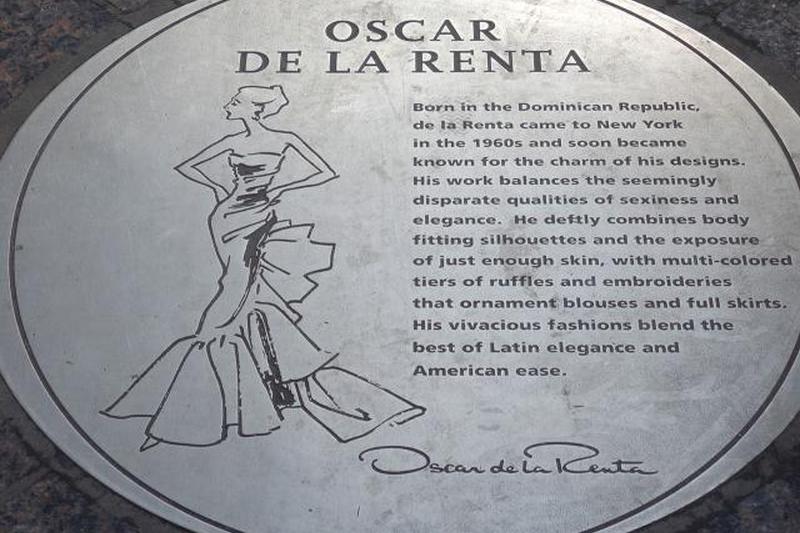 OSCAR
DE LA RENTA
Born in the Dominican Republic,
de la Renta came to New York
in the 1960s and soon became
known for the charm of his designs.
His work balances the seemingly
disparate qualities of sexiness and
elegance. He deftly combines body
fitting silhouettes and the exposure
of just enough skin, with multi-colored
tiers of ruffles and embroideries
that ornament blouses and full skirts.
His vivacious fashions blend the
best of Latin elegance and
American ease.
Oscar de la Renta